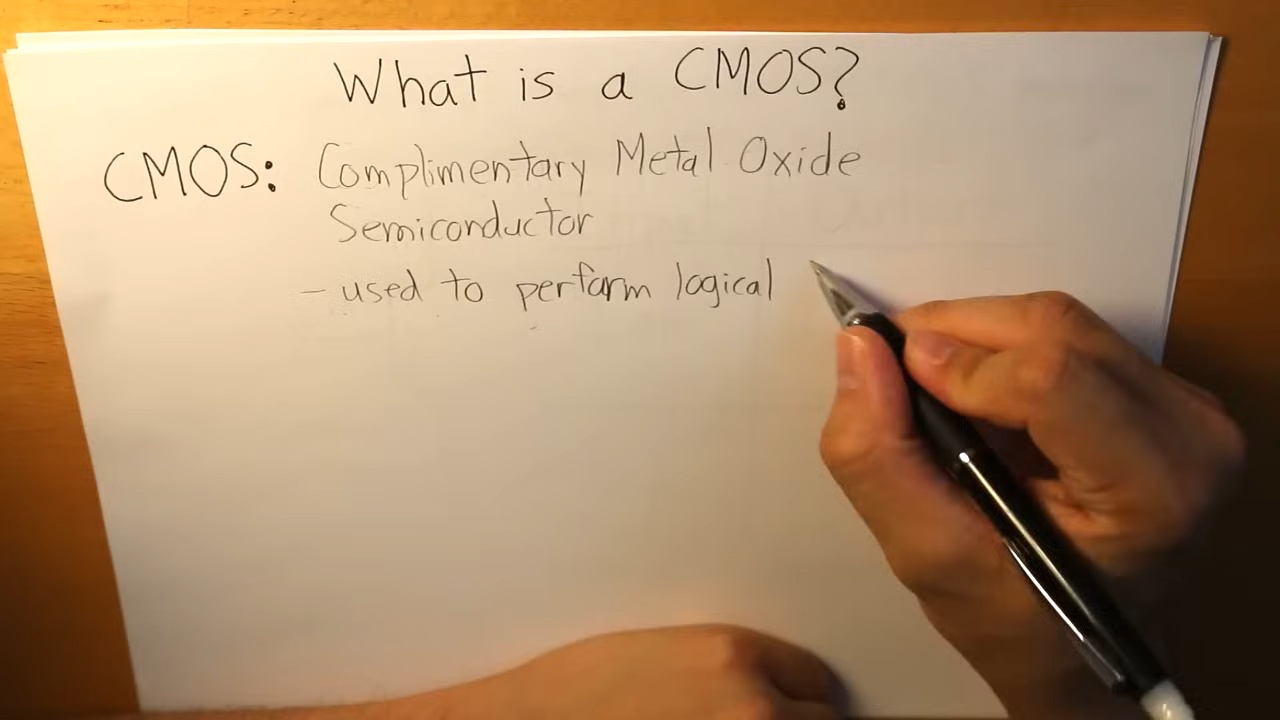 What is a CMOS?
CMOS: Complimentary Metal Oxide
Semiconductor
- used to perform logical